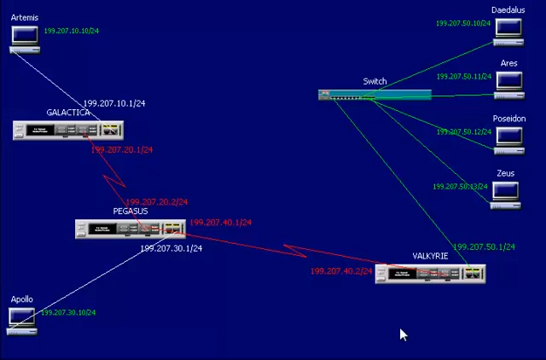 Artemis
199.207.10.10/24
199.207.10.1/24
GALACTICA
199.207.20.1/24
199.207.20.2/24
PEGASUS
199.207.40.1/24
199.207.30.1/24
Apollo
199.207.30.10/24
Switch
Daedalus
199.207.50.10/24
Ares
199.207.50.11/24
Poseidon
199.207.50.12/24
Zeus
199.207.50.13/24
199.207.50.1/24
VALKYRIE
199.207.40.2/24